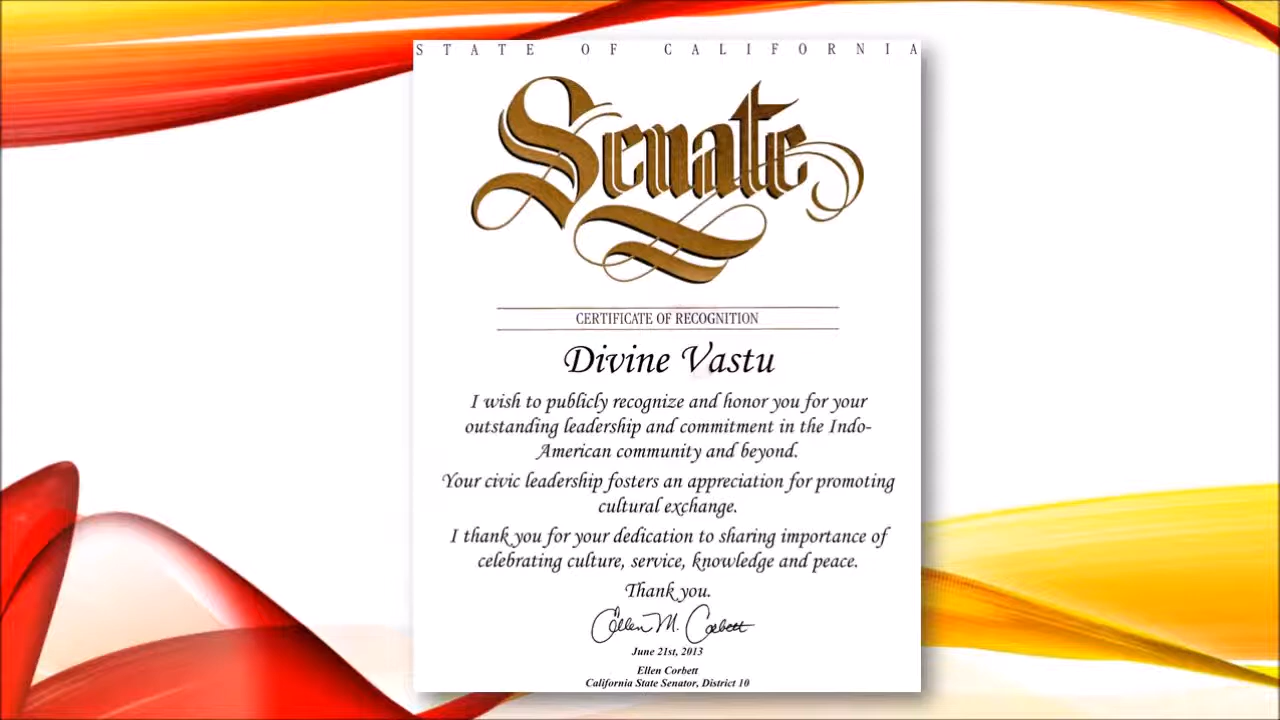 STATE OF CALIFORNIA
Senate
CERTIFICATE OF RECOGNITION
Divine Vastu
I wish to publicly recognize and honor you for your
outstanding leadership and commitment in the Indo-
American community and beyond.
Your civic leadership fosters an appreciation for promoting
cultural exchange.
I thank you for your dedication to sharing importance of
celebrating culture, service, knowledge and peace.
Thank you.
Ellen M. Corbett
June 21st, 2013
Ellen Corbett
California State Senator, District 10